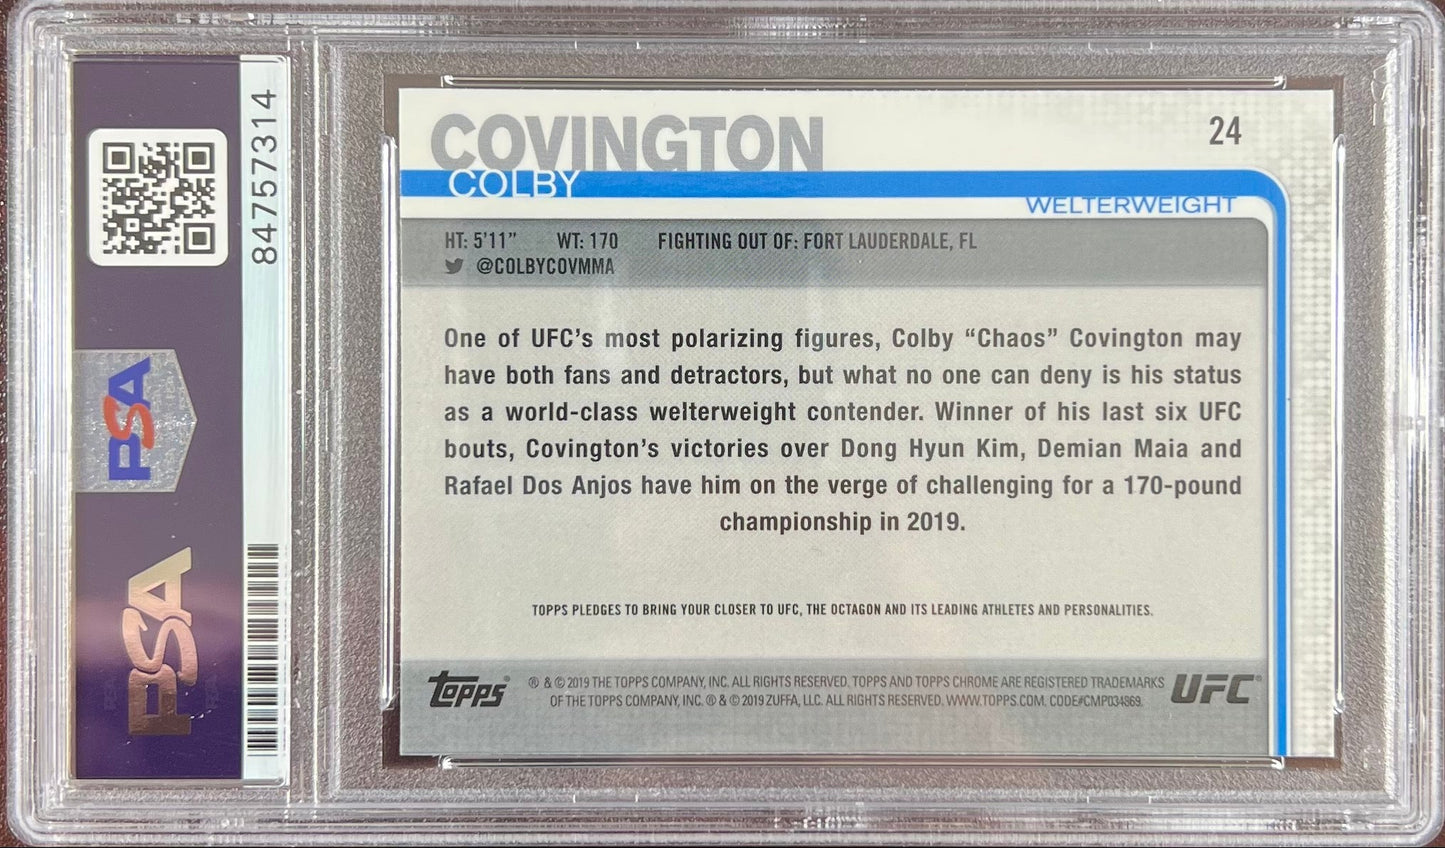 84757314
PSA
PSA
COVINGTON
24
COLBY
WELTERWEIGHT
HT: 5'11" WT: 170 FIGHTING OUT OF: FORT LAUDERDALE, FL
@COLBYCOVMMA
One of UFC's most polarizing figures, Colby “Chaos” Covington may
have both fans and detractors, but what no one can deny is his status
as a world-class welterweight contender. Winner of his last six UFC
bouts, Covington's victories over Dong Hyun Kim, Demian Maia and
Rafael Dos Anjos have him on the verge of challenging for a 170-pound
championship in 2019.
TOPPS PLEDGES TO BRING YOUR CLOSER TO UFC, THE OCTAGON AND ITS LEADING ATHLETES AND PERSONALITIES.
Topps ® & © 2019 THE TOPPS COMPANY, INC. ALL RIGHTS RESERVED. TOPPS AND TOPPS CHROME ARE REGISTERED TRADEMARKS
OF THE TOPPS COMPANY, INC. ® & © 2019 ZUFFA, LLC. ALL RIGHTS RESERVED. WWW.TOPPS.COM. CODE#CMP034869.
UFC®